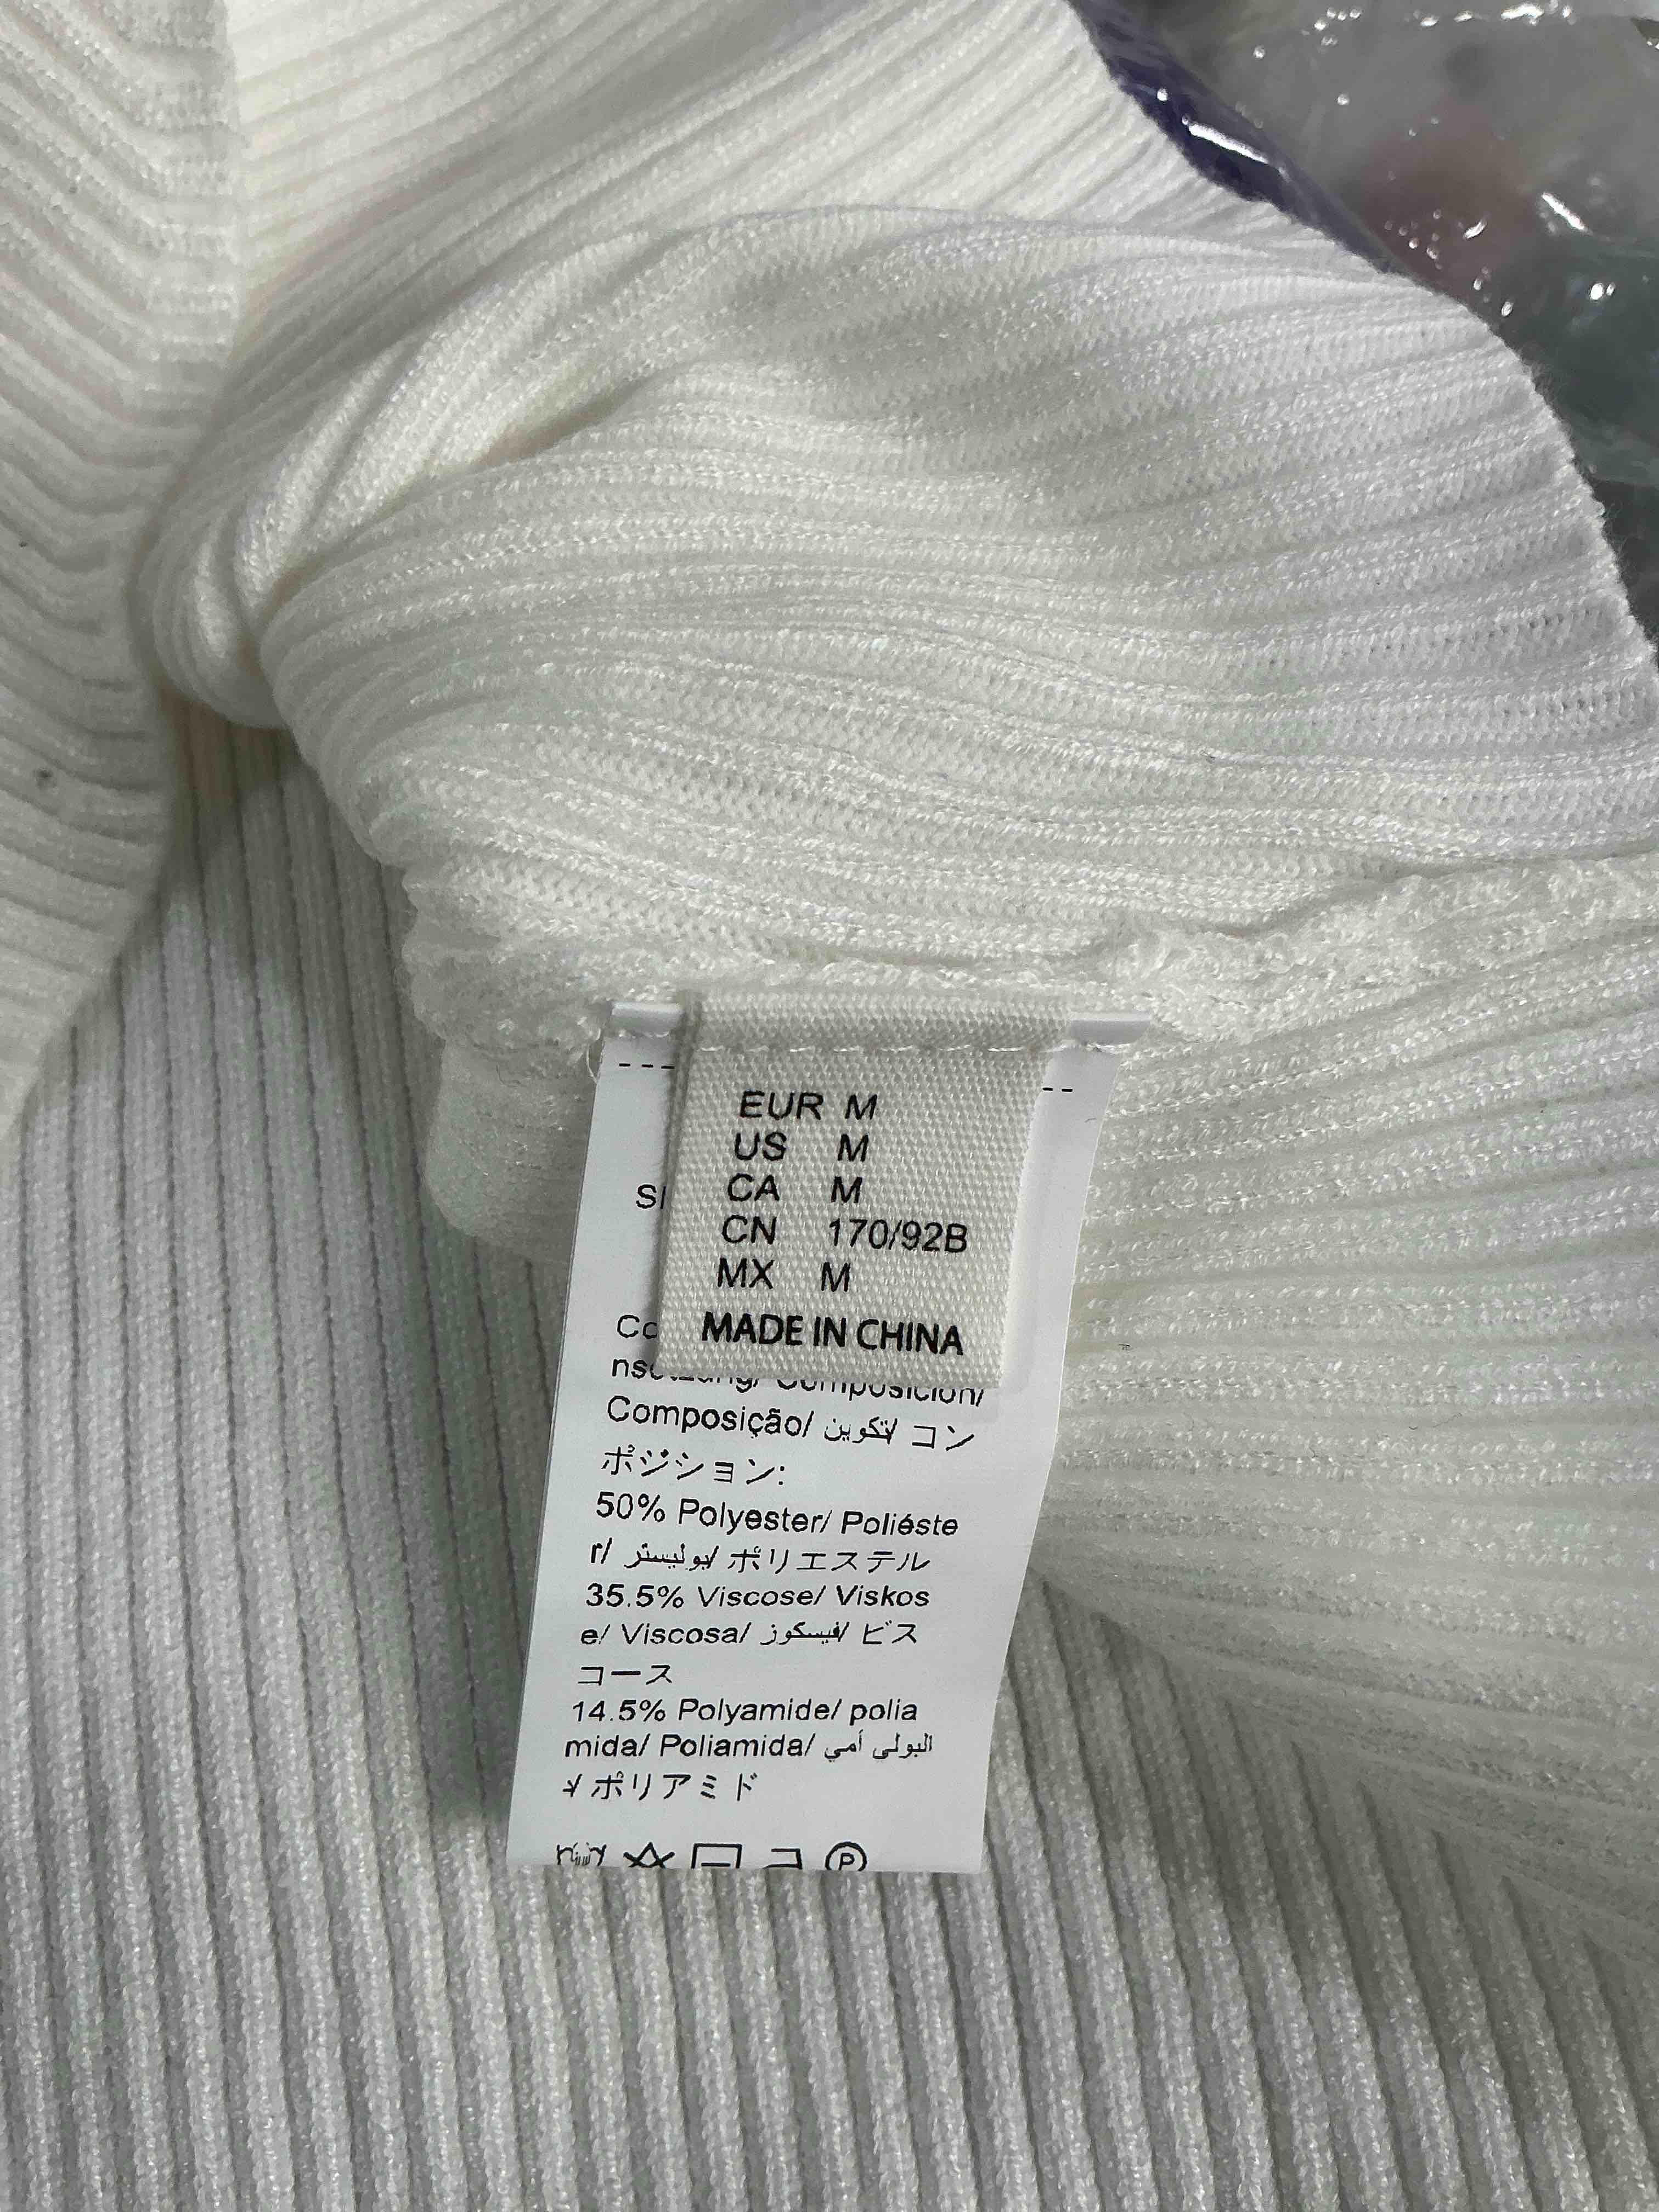 EUR M
US M
CA M
CN 170/92B
MX M
MADE IN CHINA
Composição/ تكوين/ コン
ポジション:
50% Polyester/ Poliéste
r/ بوليستر/ ポリエステル
35.5% Viscose/ Viskos
e/ Viscosa/ فيسكوز/ ビス
コース
14.5% Polyamide/ polia
mida/ Poliamida/ البولي أمي
ポリアミド
P